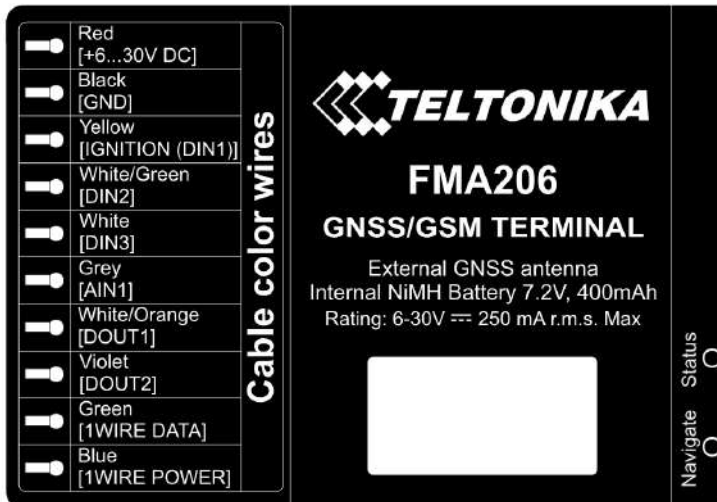 Red
[+6...30V DC]
Black
[GND]
Yellow
[IGNITION (DIN1)]
White/Green
[DIN2]
White
[DIN3]
Grey
[AIN1]
White/Orange
[DOUT1]
Violet
[DOUT2]
Green
[1WIRE DATA]
Blue
[1WIRE POWER]
Cable color wires
TELTONIKA
FMA206
GNSS/GSM TERMINAL
External GNSS antenna
Internal NiMH Battery 7.2V, 400mAh
Rating: 6-30V ⎓ 250 mA r.m.s. Max
Status
Navigate